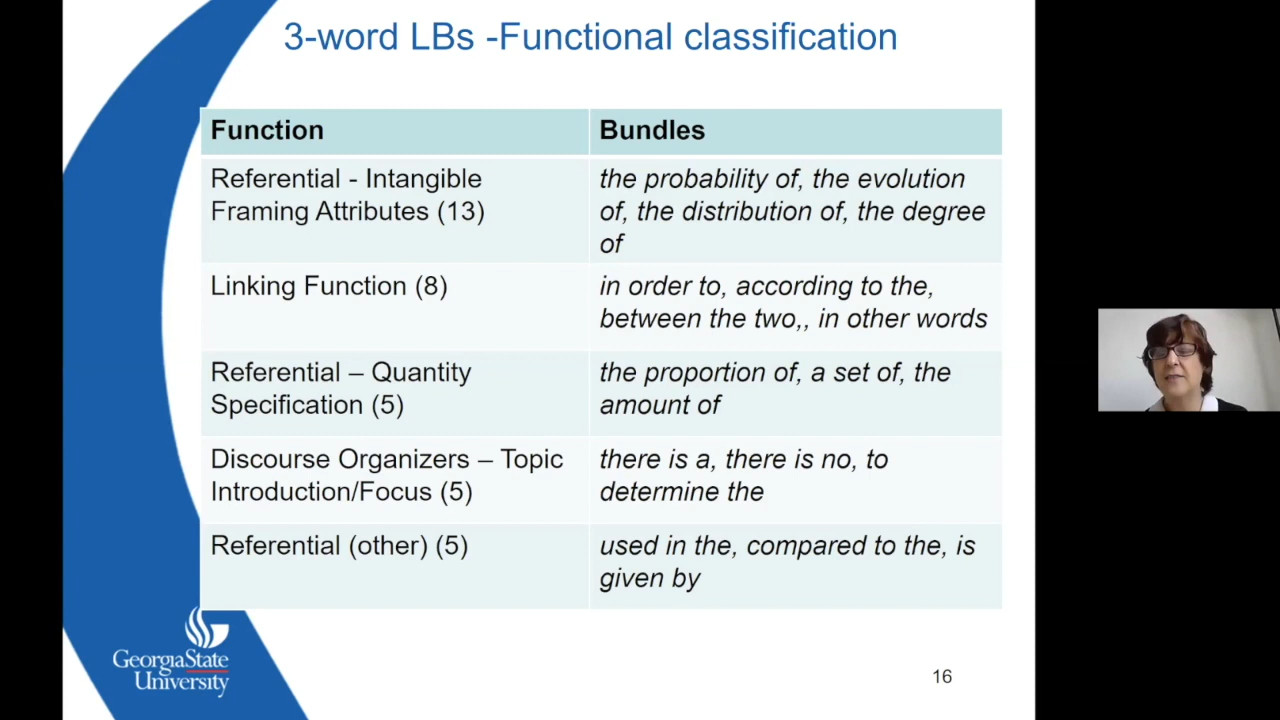 3-word LBs -Functional classification
Function
Bundles
Referential - Intangible
Framing Attributes (13)
the probability of, the evolution
of, the distribution of, the degree
of
Linking Function (8)
in order to, according to the,
between the two,, in other words
Referential – Quantity
Specification (5)
the proportion of, a set of, the
amount of
Discourse Organizers – Topic
Introduction/Focus (5)
there is a, there is no, to
determine the
Referential (other) (5)
used in the, compared to the, is
given by
GeorgiaState
University
16